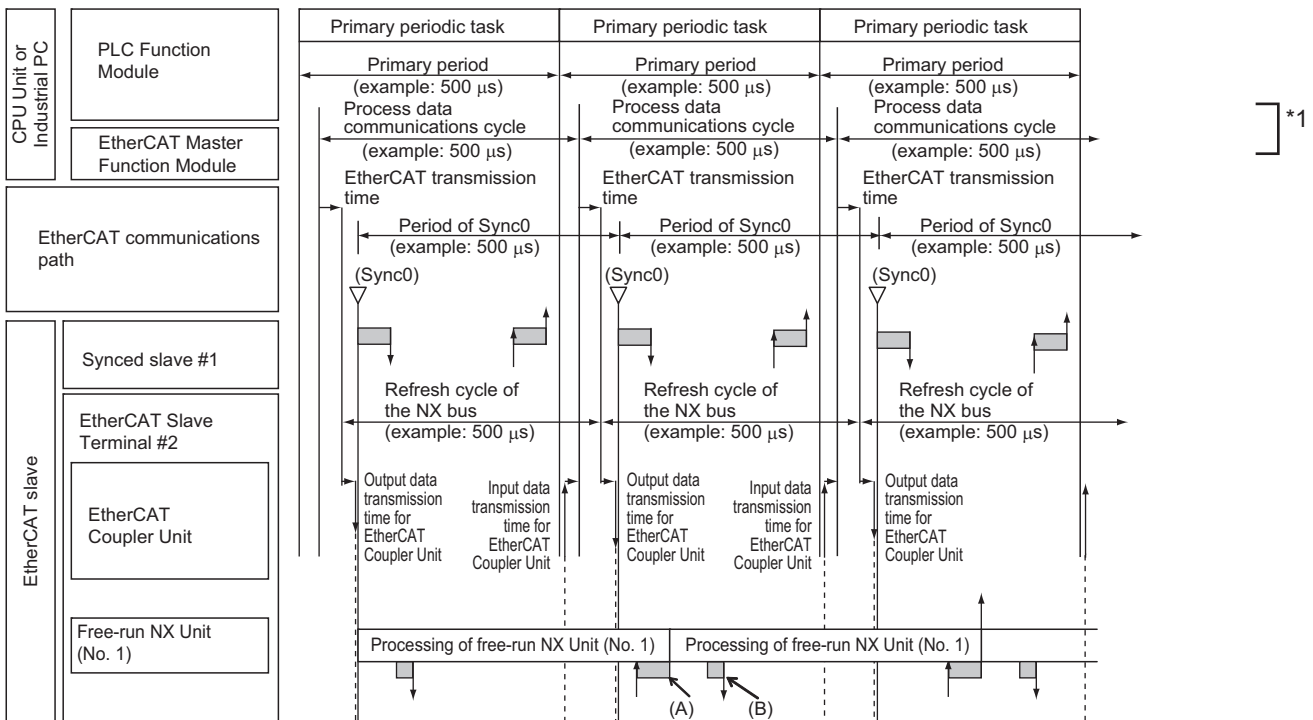 CPU Unit or
Industrial PC
PLC Function
Module
EtherCAT Master
Function Module
Primary periodic task
Primary periodic task
Primary periodic task
Primary period
(example: 500 μs)
Primary period
(example: 500 μs)
Primary period
(example: 500 μs)
Process data
communications cycle
(example: 500 μs)
Process data
communications cycle
(example: 500 μs)
Process data
communications cycle
(example: 500 μs)
*1
EtherCAT communications
path
EtherCAT transmission
time
EtherCAT transmission
time
EtherCAT transmission
time
Period of Sync0
(example: 500 μs)
Period of Sync0
(example: 500 μs)
Period of Sync0
(example: 500 μs)
(Sync0)
(Sync0)
(Sync0)
EtherCAT slave
Synced slave #1
EtherCAT Slave
Terminal #2
Refresh cycle of
the NX bus
(example: 500 μs)
Refresh cycle of
the NX bus
(example: 500 μs)
Refresh cycle of
the NX bus
(example: 500 μs)
EtherCAT
Coupler Unit
Output data
transmission
time for
EtherCAT
Coupler Unit
Input data
transmission
time for
EtherCAT
Coupler Unit
Output data
transmission
time for
EtherCAT
Coupler Unit
Input data
transmission
time for
EtherCAT
Coupler Unit
Output data
transmission
time for
EtherCAT
Coupler Unit
Free-run NX Unit
(No. 1)
Processing of free-run NX Unit (No. 1)
Processing of free-run NX Unit (No. 1)
(A)
(B)